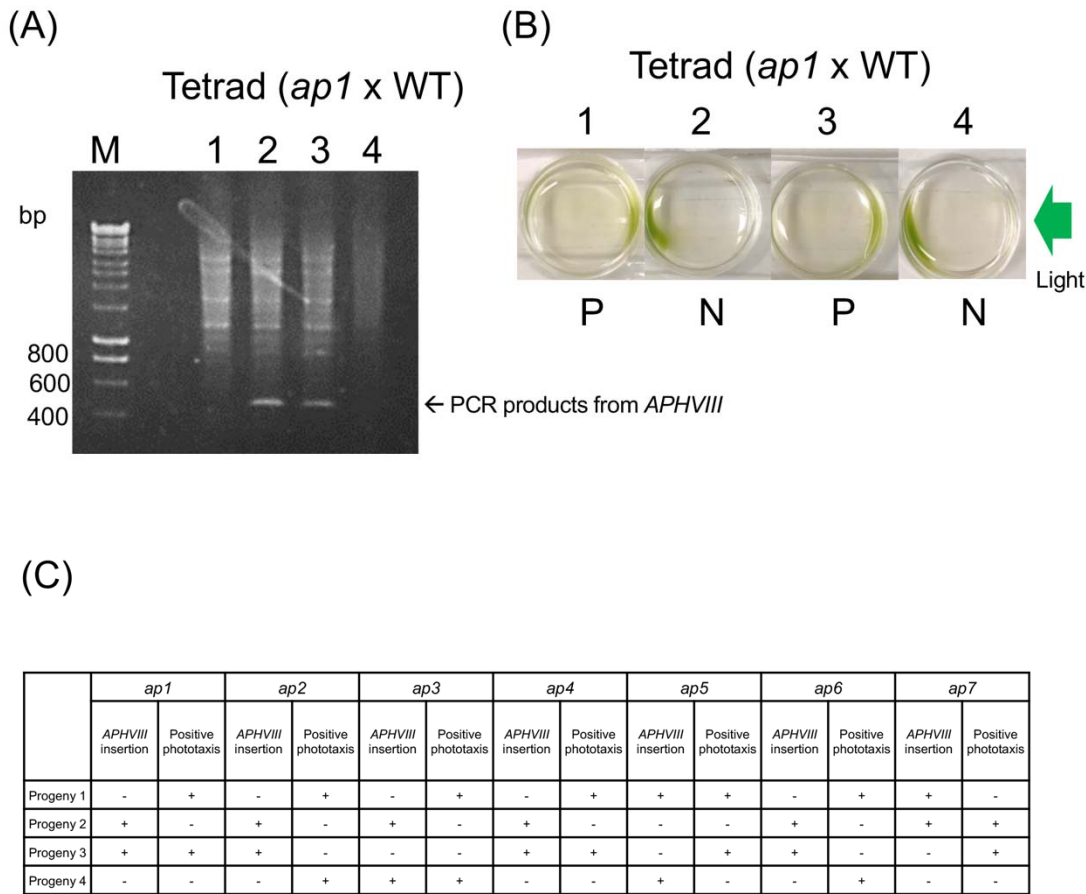 (A)
Tetrad (ap1 x WT)
M 1 2 3 4
bp
800
600
400
← PCR products from APHVIII
(B)
Tetrad (ap1 x WT)
1 2 3 4
Light
P N P N
(C)
ap1 ap2 ap3 ap4 ap5 ap6 ap7
APHVIII insertion Positive phototaxis APHVIII insertion Positive phototaxis APHVIII insertion Positive phototaxis APHVIII insertion Positive phototaxis APHVIII insertion Positive phototaxis APHVIII insertion Positive phototaxis APHVIII insertion Positive phototaxis
Progeny 1 - + - + - + - + + + - + + -
Progeny 2 + - + - + - + - - - + - + +
Progeny 3 + + + - - - + + - + + - - +
Progeny 4 - - - + + + - - + - - + - -